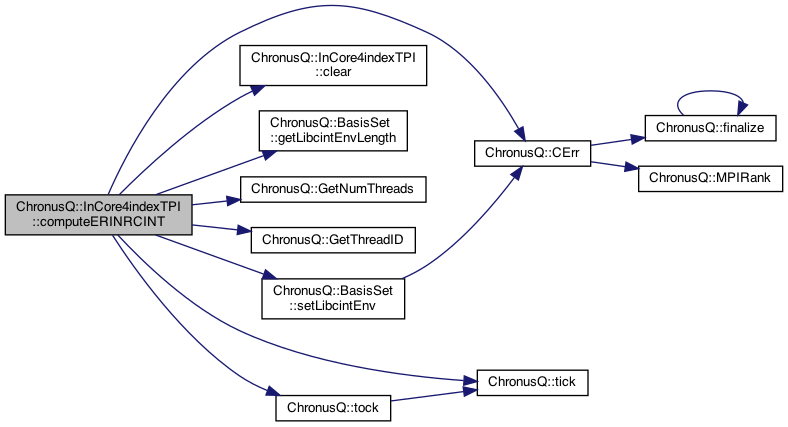 ChronusQ::InCore4indexTPI
::computeERINRCINT
ChronusQ::InCore4indexTPI
::clear
ChronusQ::BasisSet
::getLibcintEnvLength
ChronusQ::GetNumThreads
ChronusQ::GetThreadID
ChronusQ::BasisSet
::setLibcintEnv
ChronusQ::tock
ChronusQ::CErr
ChronusQ::tick
ChronusQ::finalize
ChronusQ::MPIRank